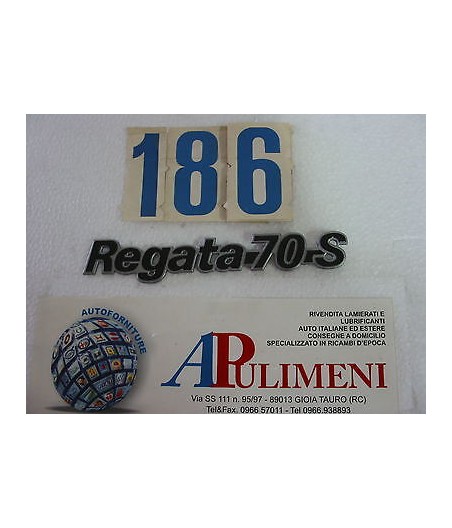 186
Regata-70-S
AUTOFORNITURE
RIVENDITA LAMIERATI E
LUBRIFICANTI
AUTO ITALIANE ED ESTERE
CONSEGNE A DOMICILIO
SPECIALIZZATO IN RICAMBI D'EPOCA
APULIMENI
Via SS 111 n. 95/97 - 89013 GIOIA TAURO (RC)
Tel&Fax. 0966 57011 - Tel 0966.938893